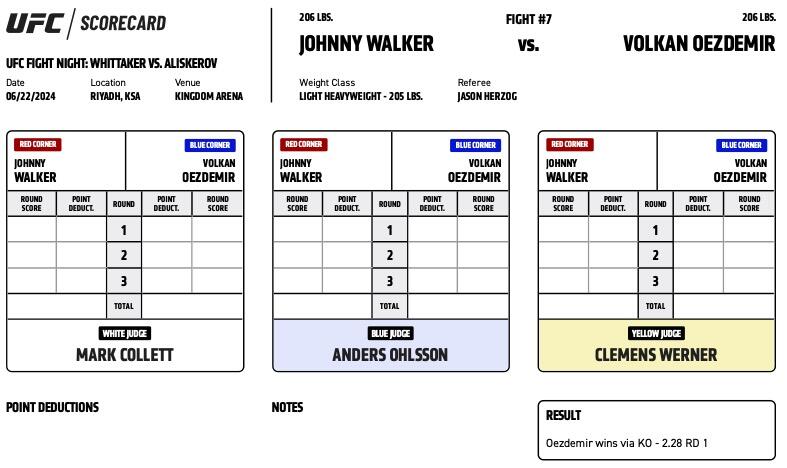 UFC SCORECARD
UFC FIGHT NIGHT: WHITTAKER VS. ALISKEROV
Date Location Venue
06/22/2024 RIYADH, KSA KINGDOM ARENA
206 LBS. FIGHT #7 206 LBS.
JOHNNY WALKER vs. VOLKAN OEZDEMIR
Weight Class Referee
LIGHT HEAVYWEIGHT - 205 LBS. JASON HERZOG
RED CORNER BLUE CORNER
JOHNNY VOLKAN
WALKER OEZDEMIR
ROUND SCORE POINT DEDUCT. ROUND POINT DEDUCT. ROUND SCORE
1
2
3
TOTAL
WHITE JUDGE
MARK COLLETT
RED CORNER BLUE CORNER
JOHNNY VOLKAN
WALKER OEZDEMIR
ROUND SCORE POINT DEDUCT. ROUND POINT DEDUCT. ROUND SCORE
1
2
3
TOTAL
BLUE JUDGE
ANDERS OHLSSON
RED CORNER BLUE CORNER
JOHNNY VOLKAN
WALKER OEZDEMIR
ROUND SCORE POINT DEDUCT. ROUND POINT DEDUCT. ROUND SCORE
1
2
3
TOTAL
YELLOW JUDGE
CLEMENS WERNER
POINT DEDUCTIONS
NOTES
RESULT
Oezdemir wins via KO - 2.28 RD 1